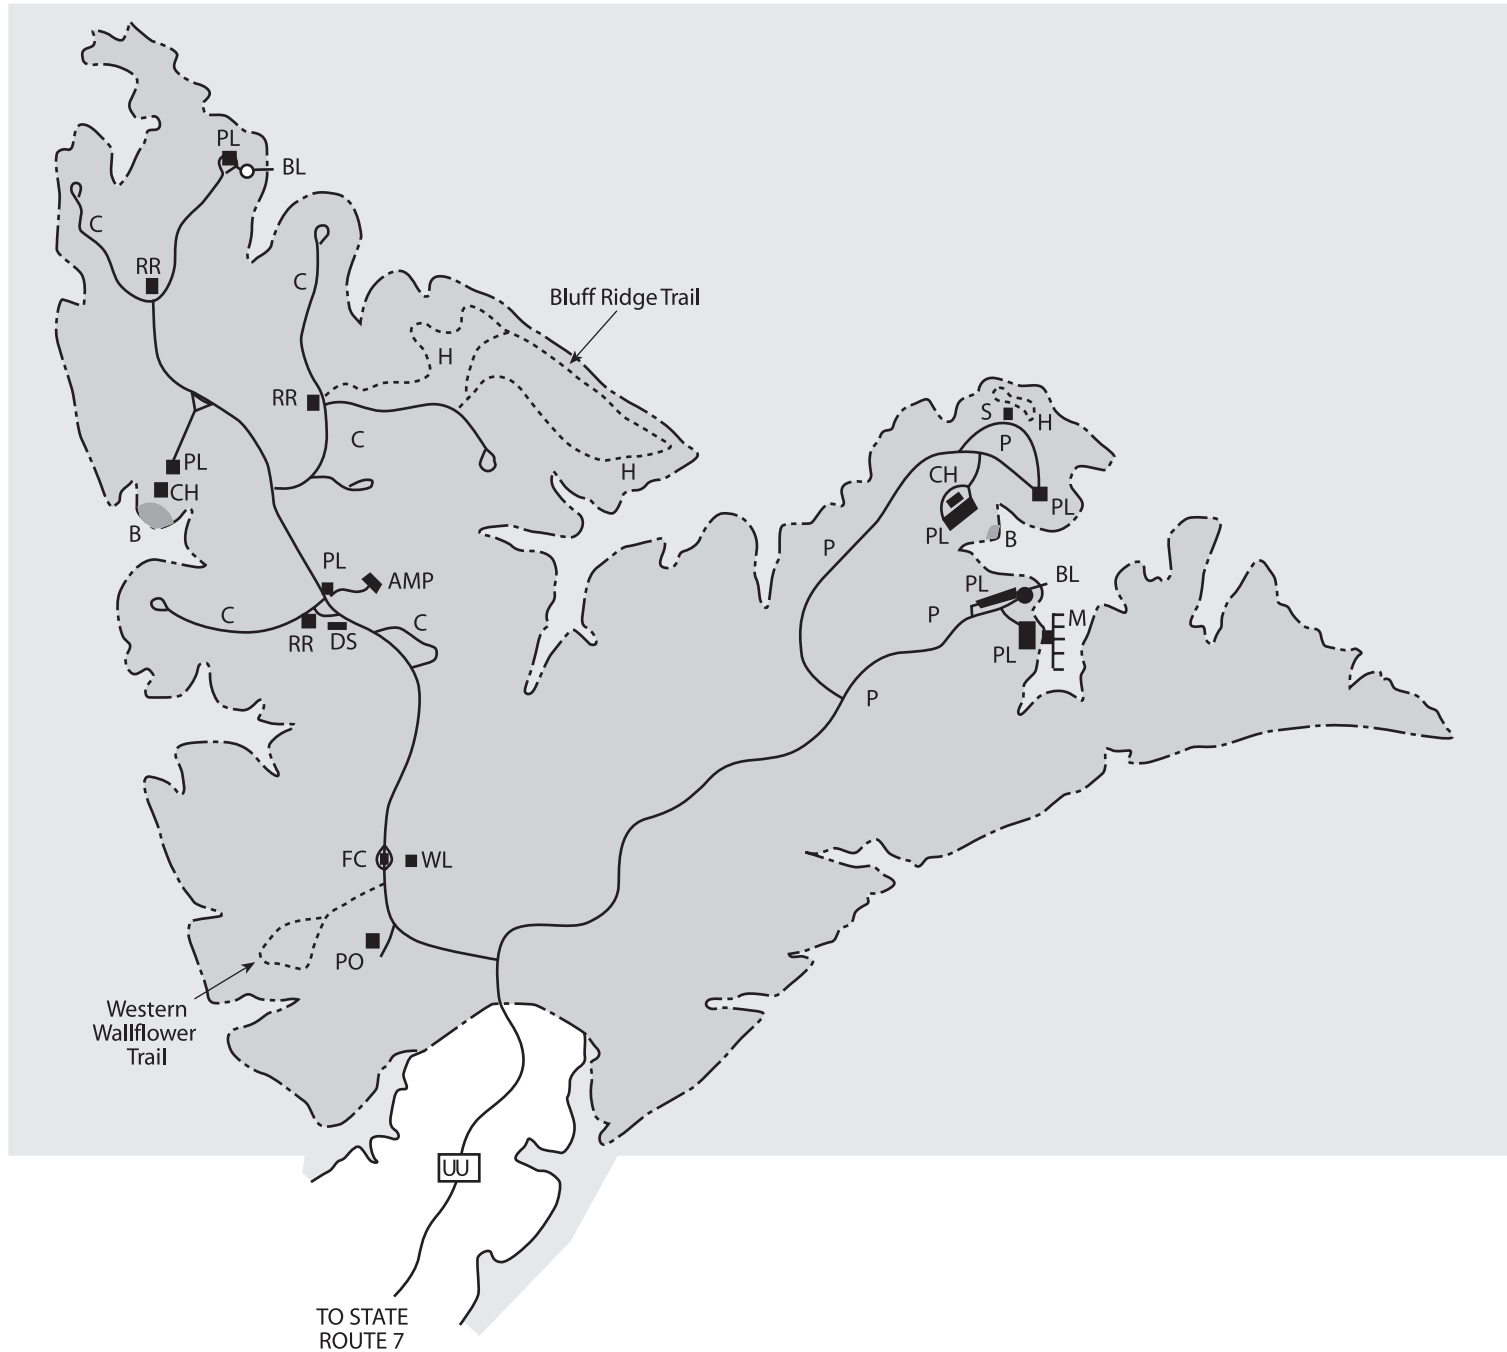 PL
BL
C
RR
C
Bluff Ridge Trail
H
RR
C
S
H
P
PL
CH
H
CH
PL
B
PL
B
P
PL
AMP
PL
BL
C
C
P
M
RR
DS
PL
P
FC
WL
PO
Western
Wallflower
Trail
UU
TO STATE
ROUTE 7